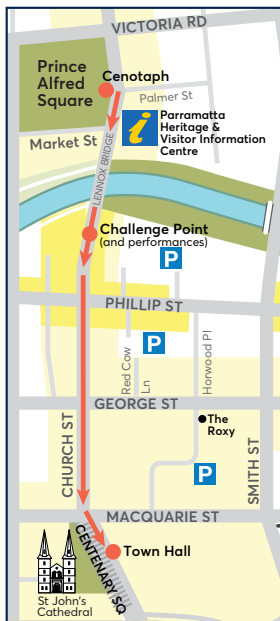 VICTORIA RD
Prince
Alfred
Square
Cenotaph
Palmer St
Market St
i
Parramatta
Heritage &
Visitor Information
Centre
LENNOX BRIDGE
Challenge Point
(and performances)
P
PHILLIP ST
P
Red Cow
Ln
Horwood Pl
GEORGE ST
The
Roxy
CHURCH ST
SMITH ST
P
MACQUARIE ST
CENTENARY SQ
Town Hall
St John's
Cathedral